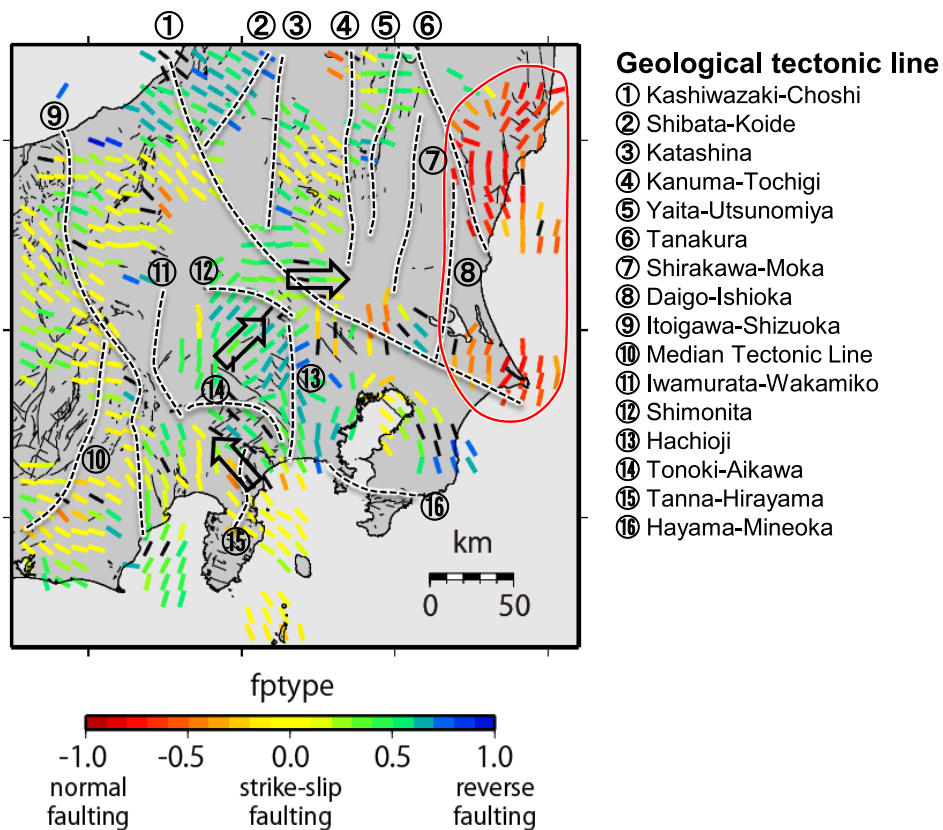 ① ② ③ ④ ⑤ ⑥
⑨
⑦
⑪ ⑫
⑧
⑬
⑭
⑩
⑯
⑮
km
0 50
Geological tectonic line
① Kashiwazaki-Choshi
② Shibata-Koide
③ Katashina
④ Kanuma-Tochigi
⑤ Yaita-Utsunomiya
⑥ Tanakura
⑦ Shirakawa-Moka
⑧ Daigo-Ishioka
⑨ Itoigawa-Shizuoka
⑩ Median Tectonic Line
⑪ Iwamurata-Wakamiko
⑫ Shimonita
⑬ Hachioji
⑭ Tonoki-Aikawa
⑮ Tanna-Hirayama
⑯ Hayama-Mineoka
fptype
-1.0 -0.5 0.0 0.5 1.0
normal strike-slip reverse
faulting faulting faulting